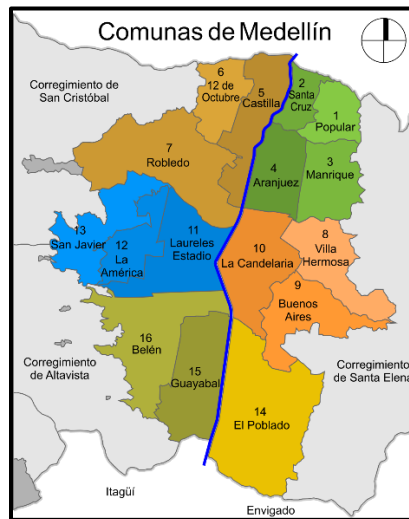 Comunas de Medellín
Corregimiento de
San Cristóbal
6
12 de
Octubre
5
Castilla
2
Santa
Cruz
1
Popular
7
Robledo
4
Aranjuez
3
Manrique
13
San Javier
12
La
América
11
Laureles
Estadio
10
La Candelaria
8
Villa
Hermosa
9
Buenos
Aires
16
Belén
15
Guayabal
Corregimiento
de Altavista
Corregimiento
de Santa Elena
14
El Poblado
Itagüí
Envigado